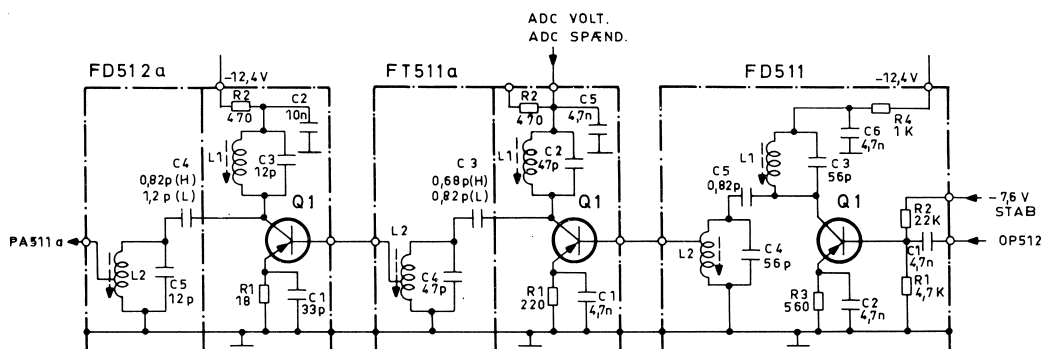 ADC VOLT.
ADC SPÆND.
FD512a
-12,4V
R2
470
C2
10n
L1
C3
12p
C4
0,82p(H)
1,2p(L)
Q1
PA511a
L2
C5
12p
R1
18
C1
33p
FT511a
R2
470
C5
4,7n
L1
C2
47p
C3
0,68p(H)
0,82p(L)
Q1
L2
C4
47p
R1
220
C1
4,7n
FD511
-12,4V
R4
1K
C6
4,7n
L1
C3
56p
C5
0,82p
Q1
R2
22K
-7,6V
STAB
OP512
C1
4,7n
L2
C4
56p
R3
560
C2
4,7n
R1
4,7K